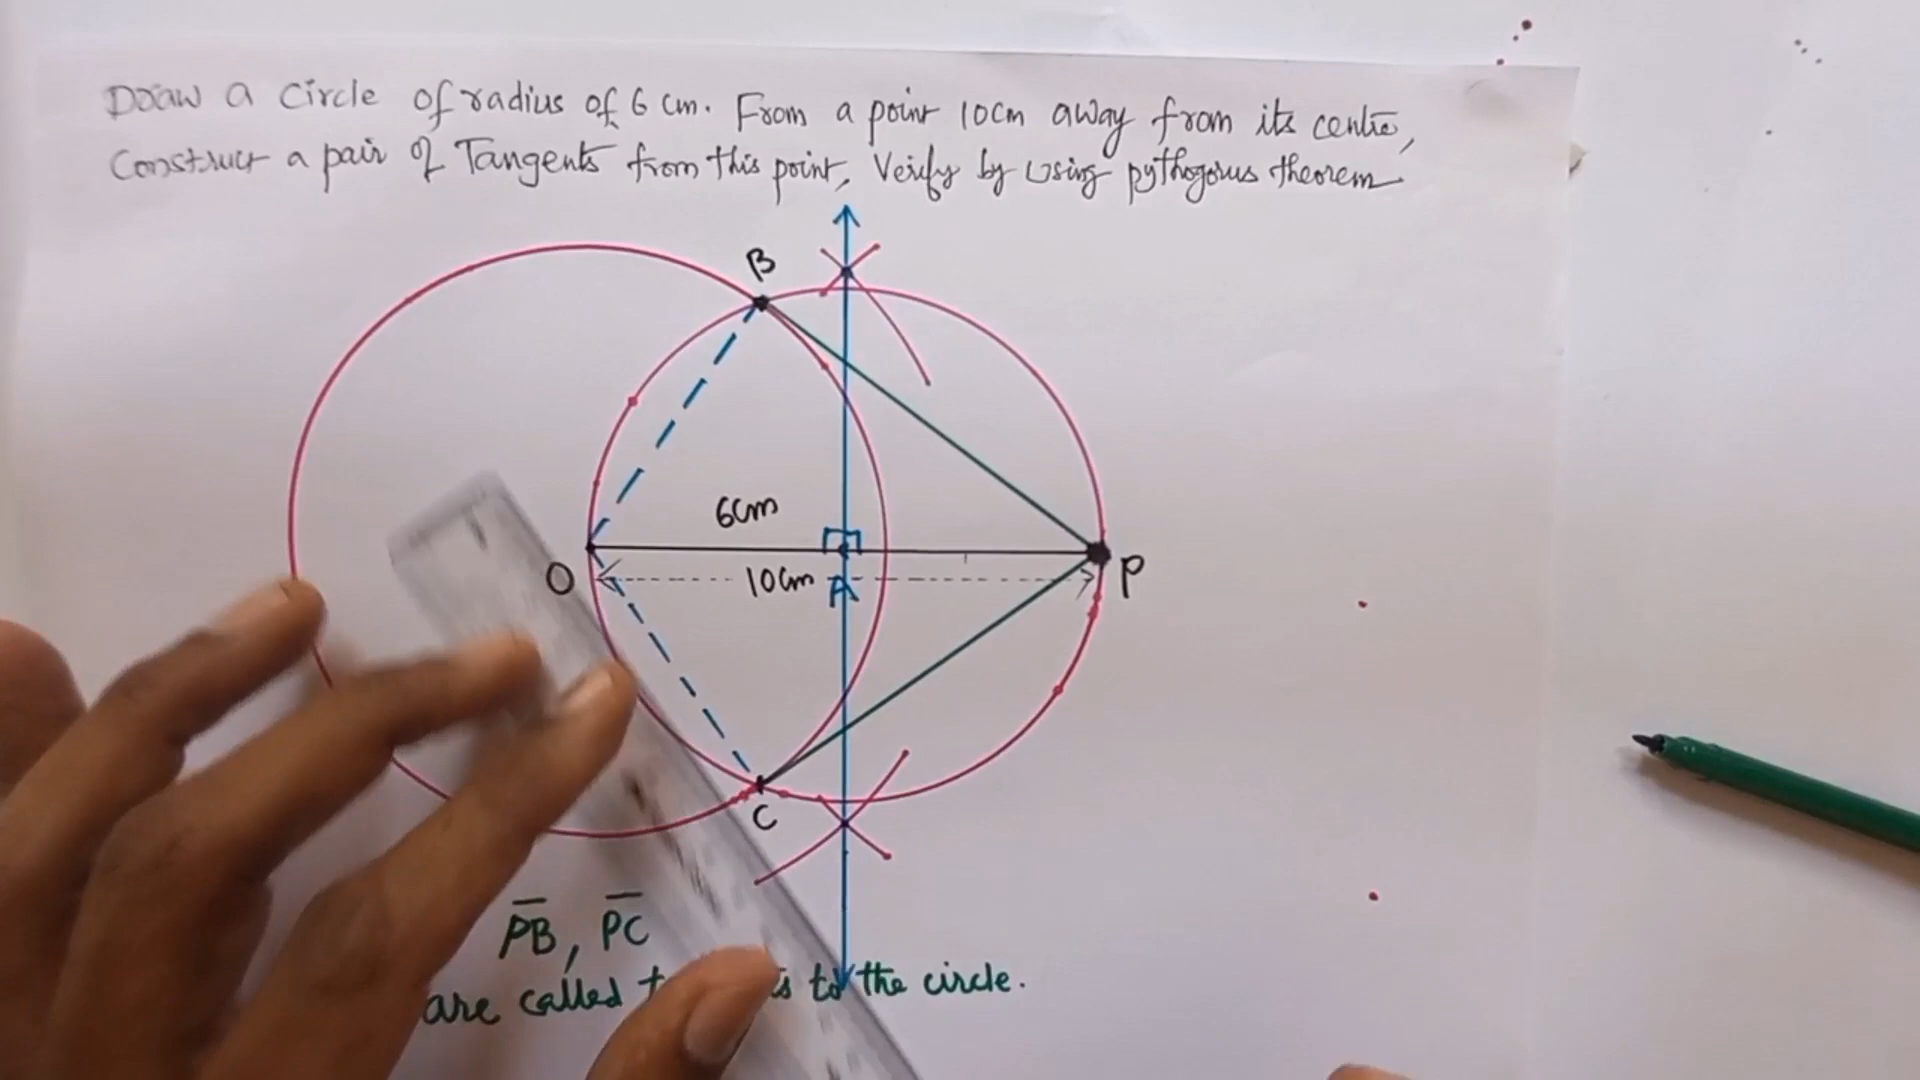 Draw a Circle of radius of 6 cm. From a point 10cm away from its centre,
Construct a pair of Tangents from this point, Verify by Using pythogorus theorem
B
6cm
O
10cm
A
P
C
PB, PC
are called to the circle.